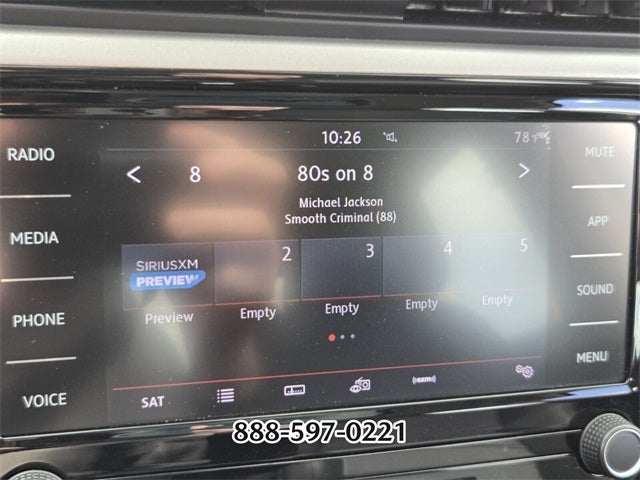 RADIO
MEDIA
PHONE
VOICE
10:26
78°F
8
80s on 8
Michael Jackson
Smooth Criminal (88)
SIRIUSXM
PREVIEW
2
3
4
5
Preview
Empty
Empty
Empty
Empty
SAT
((SXM))
MUTE
APP
SOUND
MENU
888-597-0221